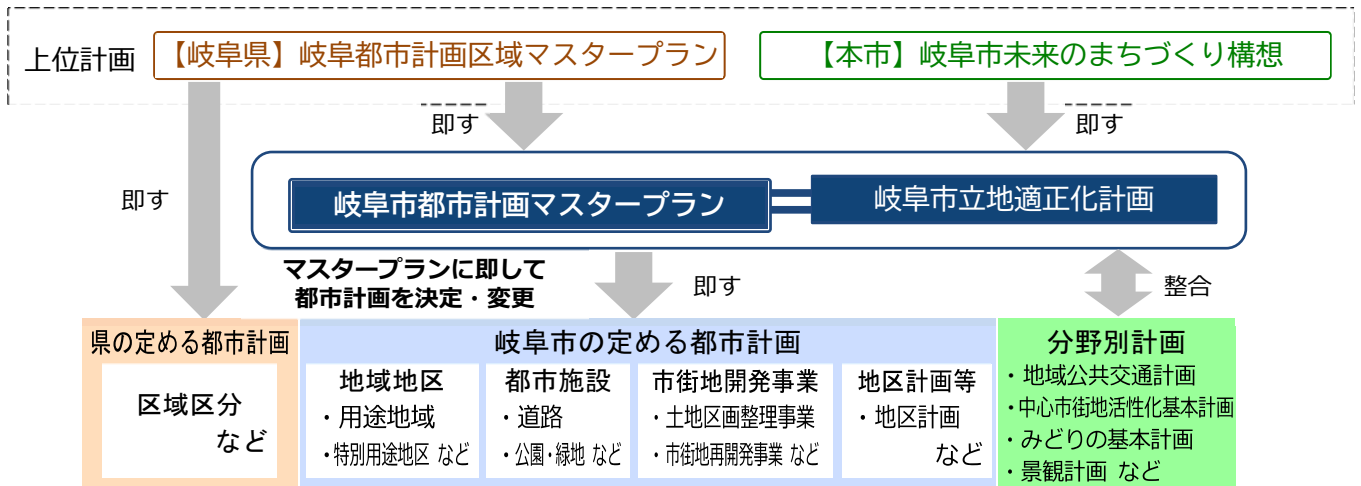 上位計画
【岐阜県】岐阜都市計画区域マスタープラン
【本市】岐阜市未来のまちづくり構想
即す
即す
即す
岐阜市都市計画マスタープラン
岐阜市立地適正化計画
マスタープランに即して
都市計画を決定・変更
即す
整合
県の定める都市計画
区域区分
など
岐阜市の定める都市計画
地域地区
・用途地域
・特別用途地区 など
都市施設
・道路
・公園・緑地 など
市街地開発事業
・土地区画整理事業
・市街地再開発事業 など
地区計画等
・地区計画
など
分野別計画
・地域公共交通計画
・中心市街地活性化基本計画
・みどりの基本計画
・景観計画 など